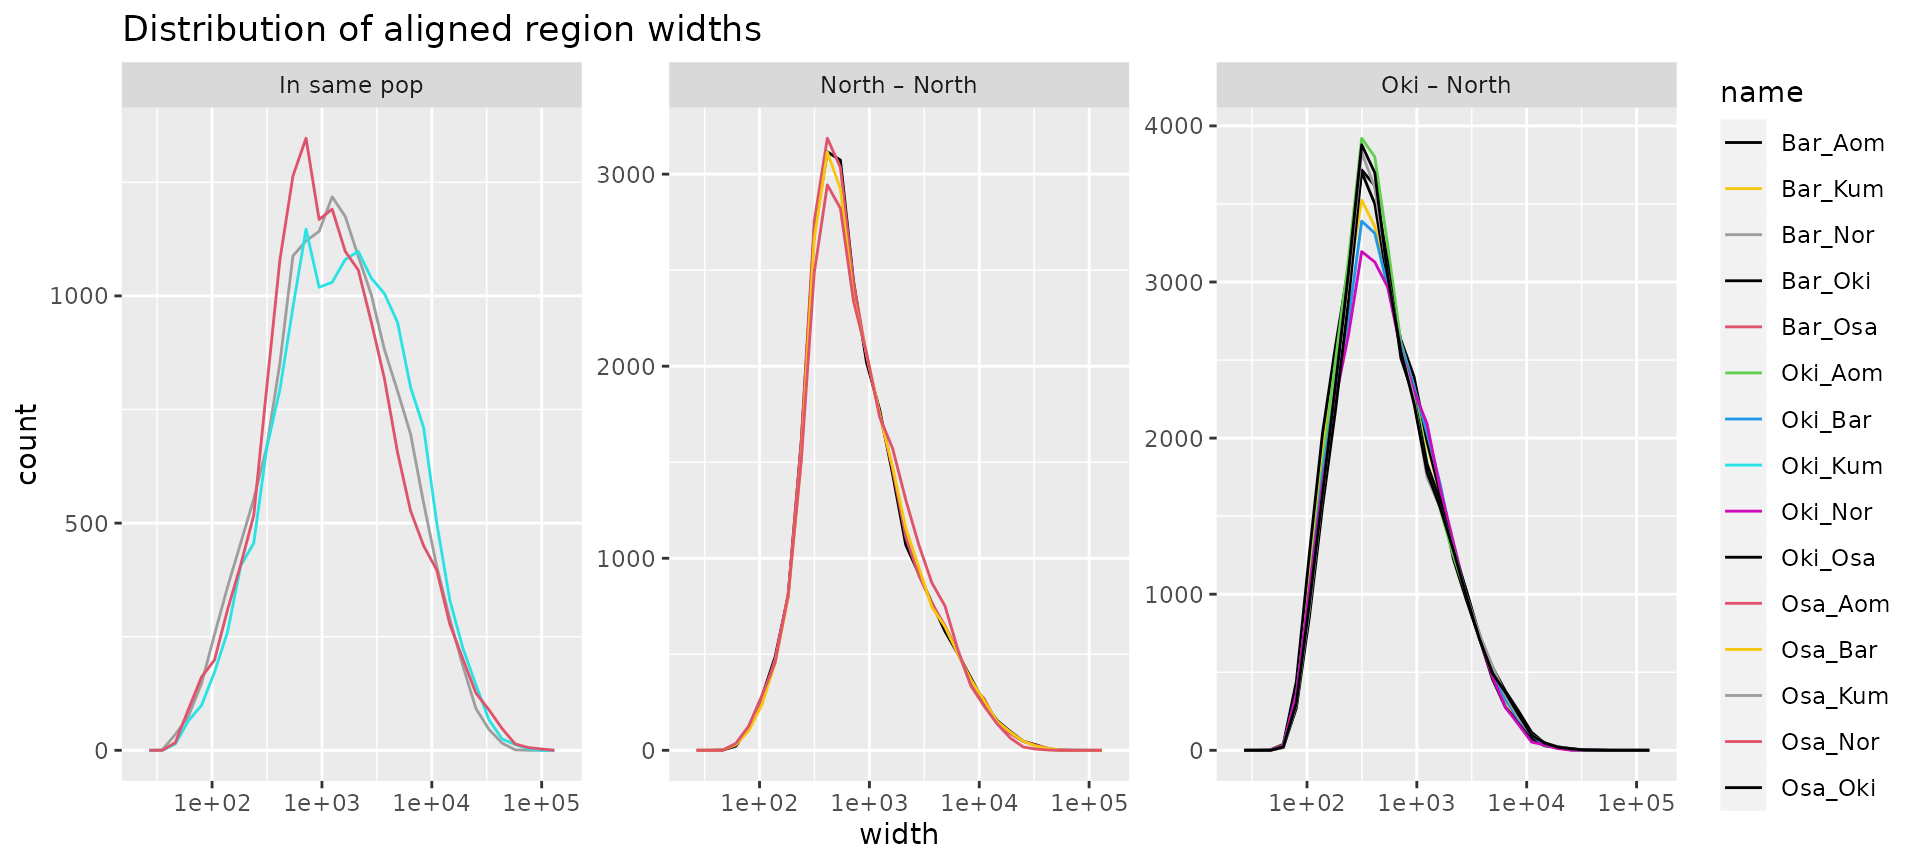 Distribution of aligned region widths
In same pop
North – North
Oki – North
count
0
500
1000
0
1000
2000
3000
0
1000
2000
3000
4000
1e+02 1e+03 1e+04 1e+05
1e+02 1e+03 1e+04 1e+05
1e+02 1e+03 1e+04 1e+05
width
name
Bar_Aom
Bar_Kum
Bar_Nor
Bar_Oki
Bar_Osa
Oki_Aom
Oki_Bar
Oki_Kum
Oki_Nor
Oki_Osa
Osa_Aom
Osa_Bar
Osa_Kum
Osa_Nor
Osa_Oki